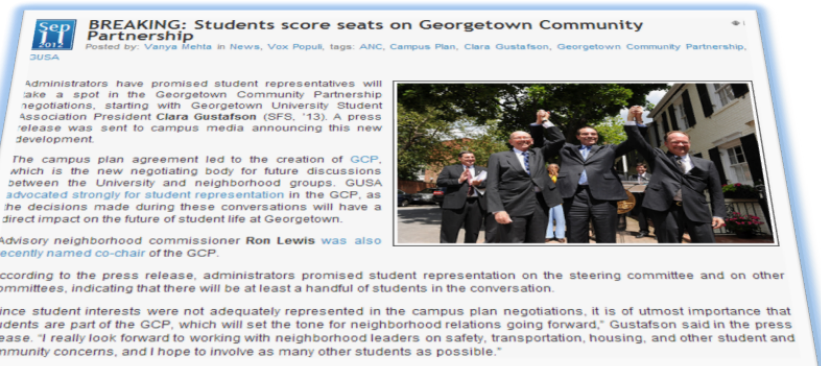 Sep
11
2012
BREAKING: Students score seats on Georgetown Community
Partnership
1
Posted by: Vanya Mehta in News, Vox Populi, tags: ANC, Campus Plan, Clara Gustafson, Georgetown Community Partnership,
GUSA
Administrators have promised student representatives will
take a spot in the Georgetown Community Partnership
negotiations, starting with Georgetown University Student
Association President Clara Gustafson (SFS, '13). A press
release was sent to campus media announcing this new
development.
The campus plan agreement led to the creation of GCP,
which is the new negotiating body for future discussions
between the University and neighborhood groups. GUSA
advocated strongly for student representation in the GCP, as
the decisions made during these conversations will have a
direct impact on the future of student life at Georgetown.
Advisory neighborhood commissioner Ron Lewis was also
recently named co-chair of the GCP.
ccording to the press release, administrators promised student representation on the steering committee and on other
ommittees, indicating that there will be at least a handful of students in the conversation.
ince student interests were not adequately represented in the campus plan negotiations, it is of utmost importance that
udents are part of the GCP, which will set the tone for neighborhood relations going forward," Gustafson said in the press
ease. "I really look forward to working with neighborhood leaders on safety, transportation, housing, and other student and
mmunity concerns, and I hope to involve as many other students as possible."